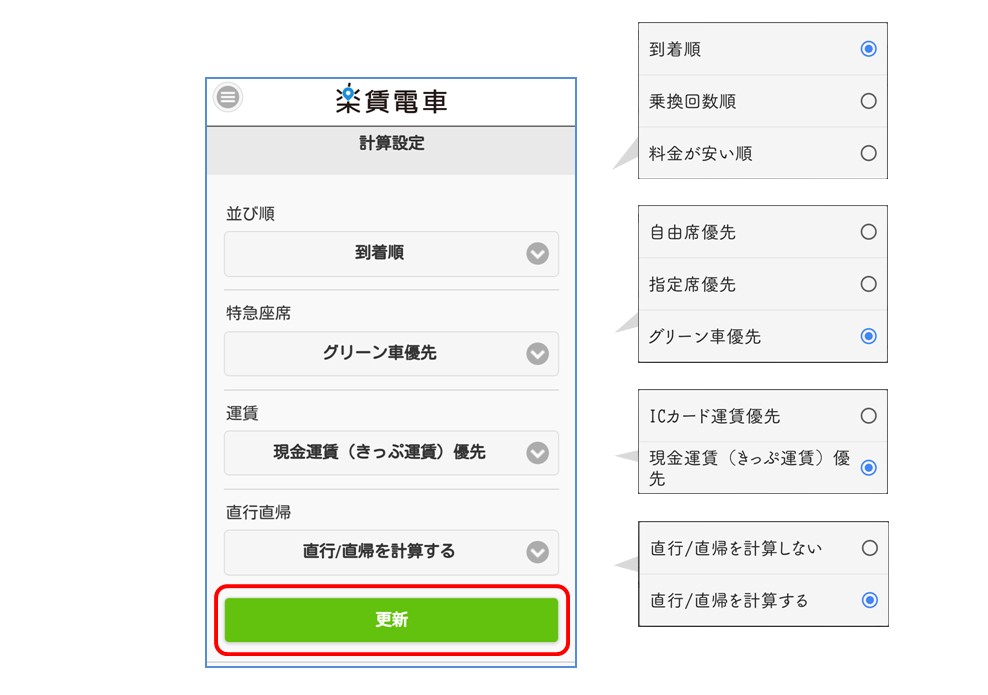 楽賃電車
計算設定
並び順
到着順
特急座席
グリーン車優先
運賃
現金運賃（きっぷ運賃）優先
直行直帰
直行/直帰を計算する
更新
到着順
乗換回数順
料金が安い順
自由席優先
指定席優先
グリーン車優先
ICカード運賃優先
現金運賃（きっぷ運賃）優
先
直行/直帰を計算しない
直行/直帰を計算する